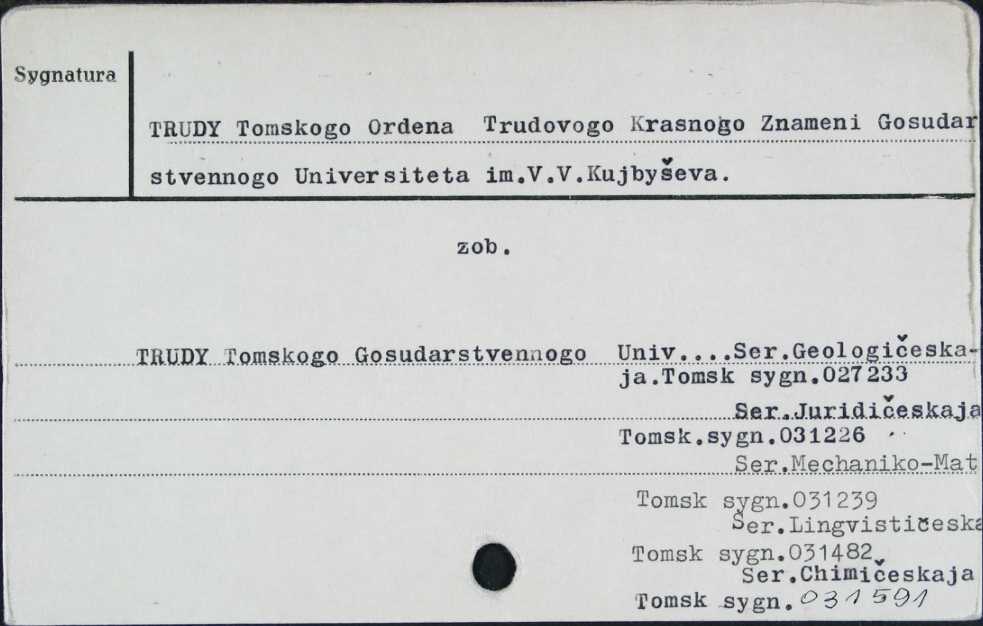 Sygnatura
TRUDY Tomskogo Ordena Trudovogo Krasnogo Znameni Gosudar
stvennogo Universiteta im.V.V.Kujbyševa.
zob.
TRUDY Tomskogo Gosudarstvennogo Univ....Ser.Geologičeska-
ja.Tomsk sygn.027233
Ser.Juridičeskaja
Tomsk.sygn.031226
Ser.Mechaniko-Mat
Tomsk sygn.031239
Ser.Lingvističeska
Tomsk sygn.031482
Ser.Chimičeskaja
Tomsk sygn.031591